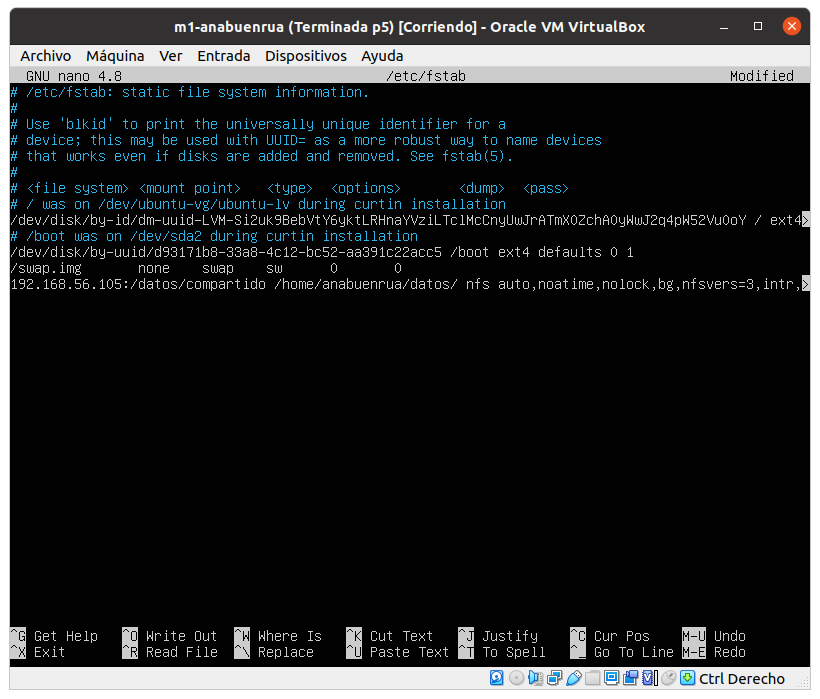 m1-anabuenrua (Terminada p5) [Corriendo] - Oracle VM VirtualBox
Archivo Máquina Ver Entrada Dispositivos Ayuda
GNU nano 4.8 /etc/fstab Modified
# /etc/fstab: static file system information.
#
# Use 'blkid' to print the universally unique identifier for a
# device; this may be used with UUID= as a more robust way to name devices
# that works even if disks are added and removed. See fstab(5).
#
# <file system> <mount point> <type> <options> <dump> <pass>
# / was on /dev/ubuntu-vg/ubuntu-lv during curtin installation
/dev/disk/by-id/dm-uuid-LVM-Si2uk9BebVtY6yktLRHnaYVziLTclMcCnyUwJrATmXOZchAOyWwJ2q4pW52Vu0oY / ext4>
# /boot was on /dev/sda2 during curtin installation
/dev/disk/by-uuid/d93171b8-33a8-4c12-bc52-aa391c22acc5 /boot ext4 defaults 0 1
/swap.img none swap sw 0 0
192.168.56.105:/datos/compartido /home/anabuenrua/datos/ nfs auto,noatime,nolock,bg,nfsvers=3,intr,>
^G Get Help ^O Write Out ^W Where Is ^K Cut Text ^J Justify ^C Cur Pos M-U Undo
^X Exit ^R Read File ^\ Replace ^U Paste Text ^T To Spell ^_ Go To Line M-E Redo
Ctrl Derecho